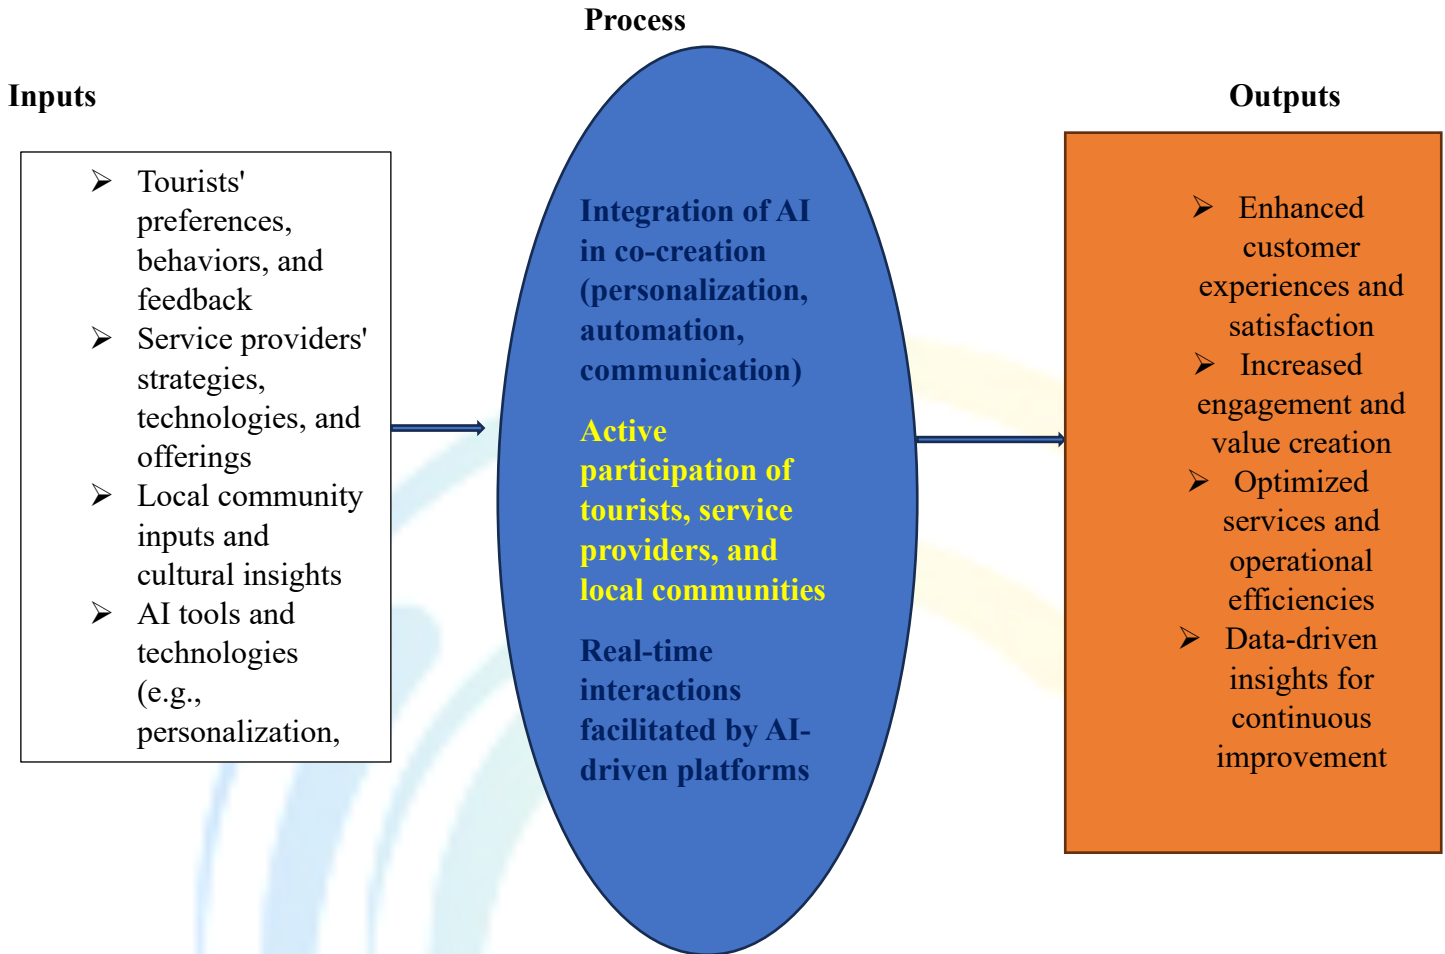 Process
Inputs
Outputs
➢ Tourists'
preferences,
behaviors, and
feedback
➢ Service providers'
strategies,
technologies, and
offerings
➢ Local community
inputs and
cultural insights
➢ AI tools and
technologies
(e.g.,
personalization,
Integration of AI
in co-creation
(personalization,
automation,
communication)
Active
participation of
tourists, service
providers, and
local communities
Real-time
interactions
facilitated by AI-
driven platforms
➢ Enhanced
customer
experiences and
satisfaction
➢ Increased
engagement and
value creation
➢ Optimized
services and
operational
efficiencies
➢ Data-driven
insights for
continuous
improvement